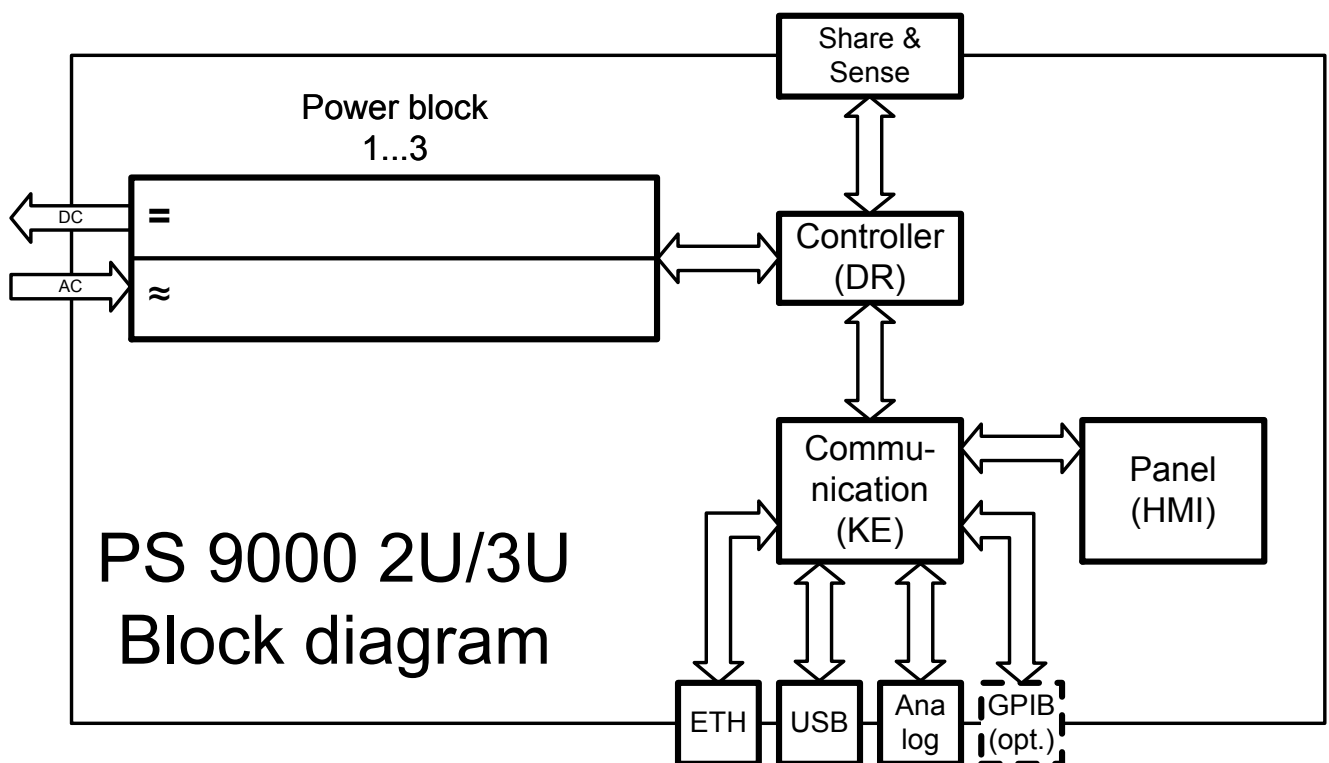 Share &
Sense
Power block
1...3
DC
=
AC
≈
Controller
(DR)
Commu-
nication
(KE)
Panel
(HMI)
PS 9000 2U/3U
Block diagram
ETH
USB
Ana
log
GPIB
(opt.)